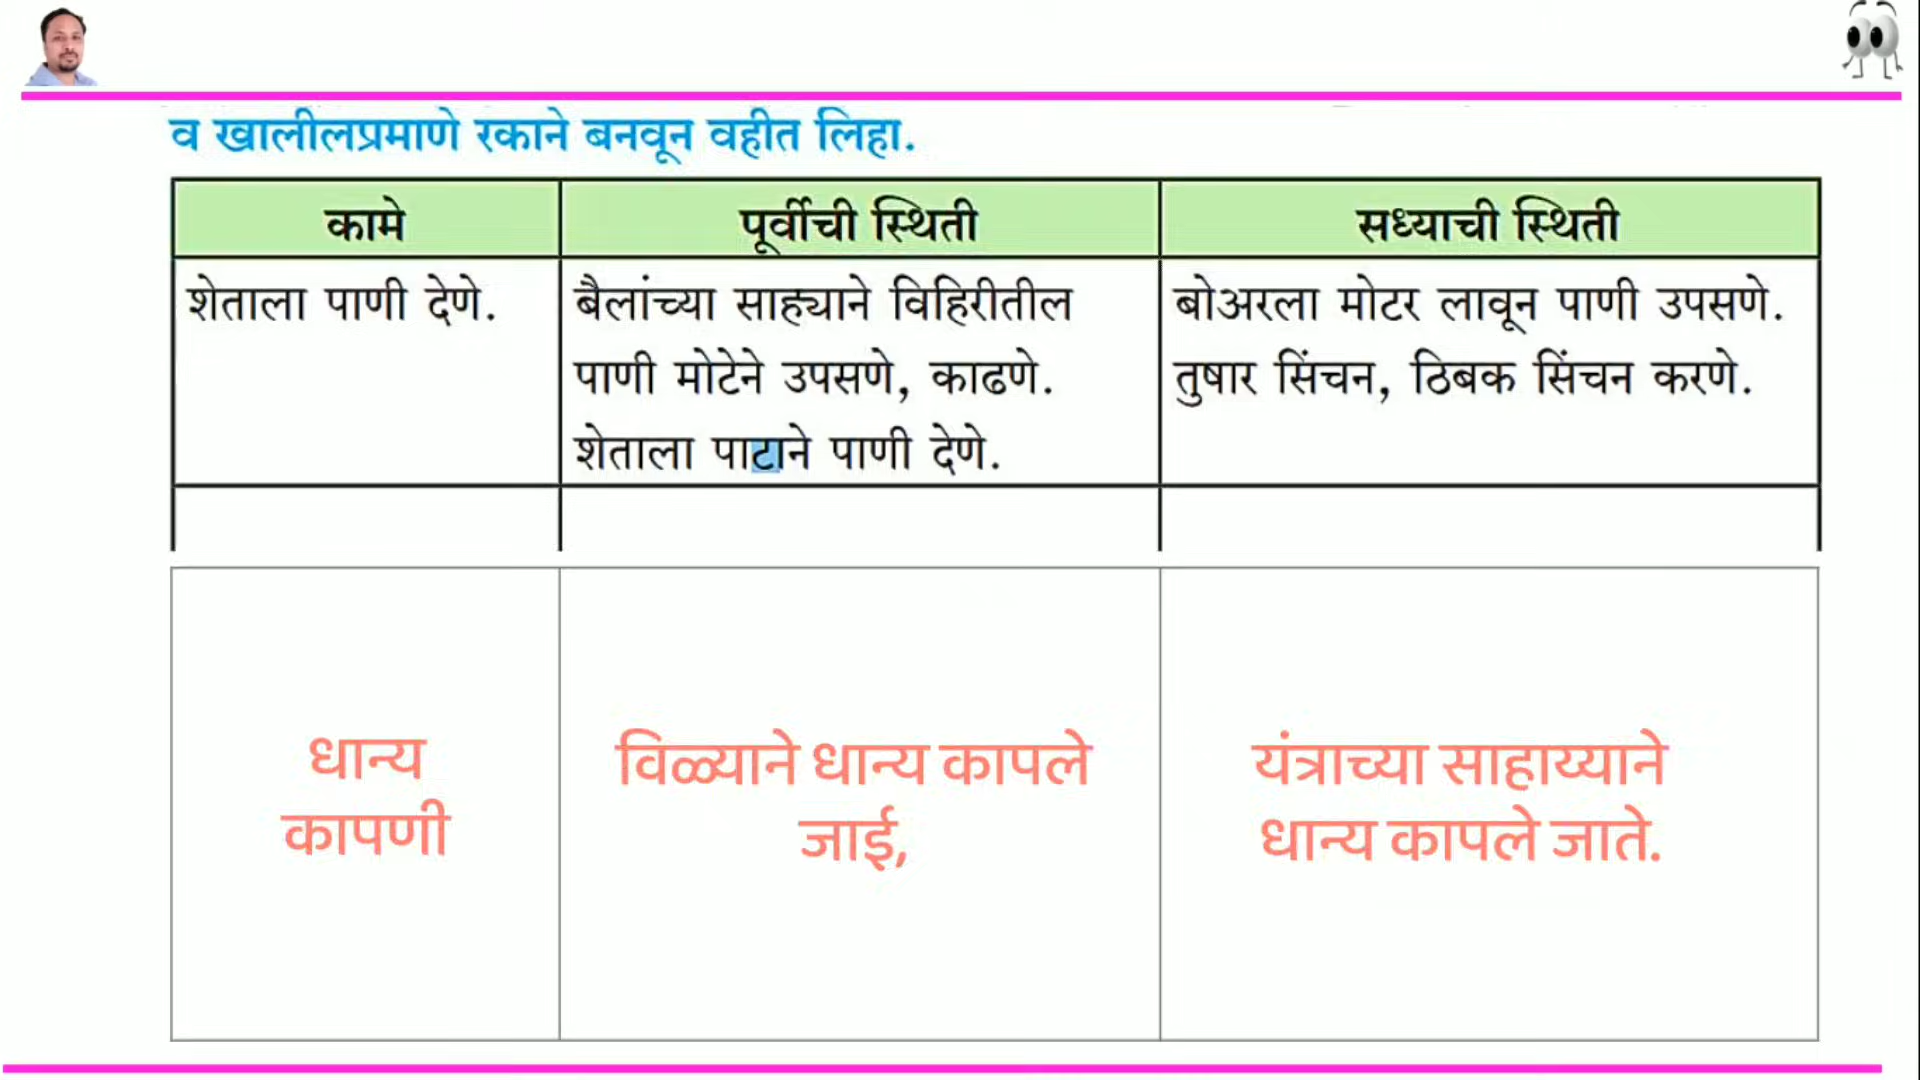 व खालीलप्रमाणे रकाने बनवून वहीत लिहा.
कामे
पूर्वीची स्थिती
सध्याची स्थिती
शेताला पाणी देणे.
बैलांच्या साह्याने विहिरीतील
पाणी मोटेने उपसणे, काढणे.
शेताला पाटाने पाणी देणे.
बोअरला मोटर लावून पाणी उपसणे.
तुषार सिंचन, ठिबक सिंचन करणे.
धान्य
कापणी
विळ्याने धान्य कापले
जाई,
यंत्राच्या साहाय्याने
धान्य कापले जाते.